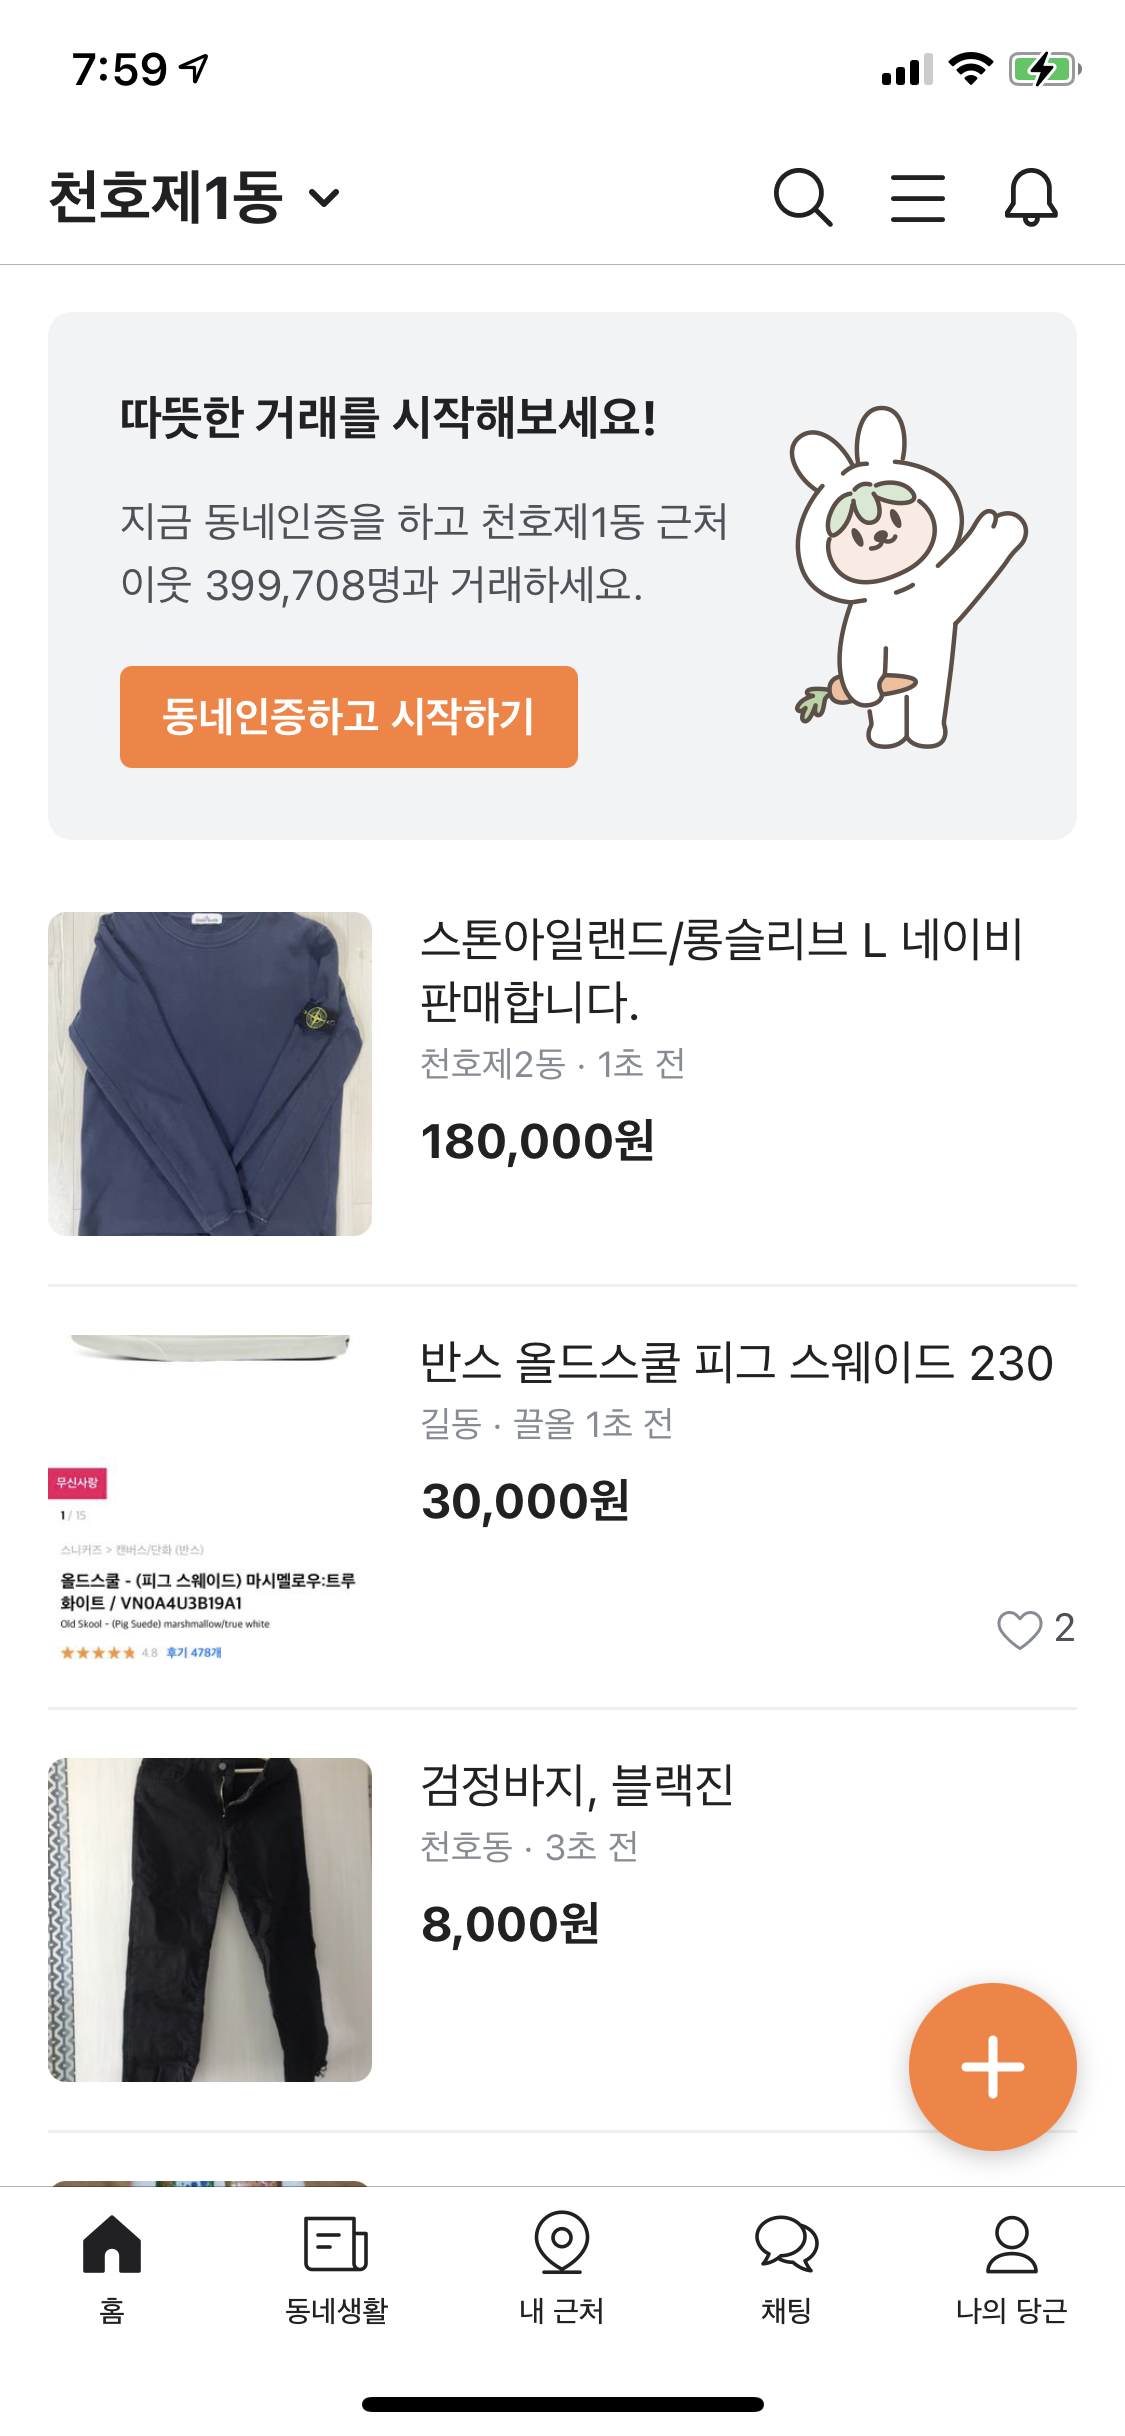 7:59
천호제1동
따뜻한 거래를 시작해보세요!
지금 동네인증을 하고 천호제1동 근처
이웃 399,708명과 거래하세요.
동네인증하고 시작하기
스톤아일랜드/롱슬리브 L 네이비
판매합니다.
천호제2동 · 1초 전
180,000원
반스 올드스쿨 피그 스웨이드 230
길동 · 끌올 1초 전
30,000원
2
무신사랑
1 / 15
스니커즈 > 캔버스/단화 (반스)
올드스쿨 - (피그 스웨이드) 마시멜로우:트루
화이트 / VN0A4U3B19A1
Old Skool - (Pig Suede) marshmallow/true white
4.8 후기 478개
검정바지, 블랙진
천호동 · 3초 전
8,000원
홈
동네생활
내 근처
채팅
나의 당근